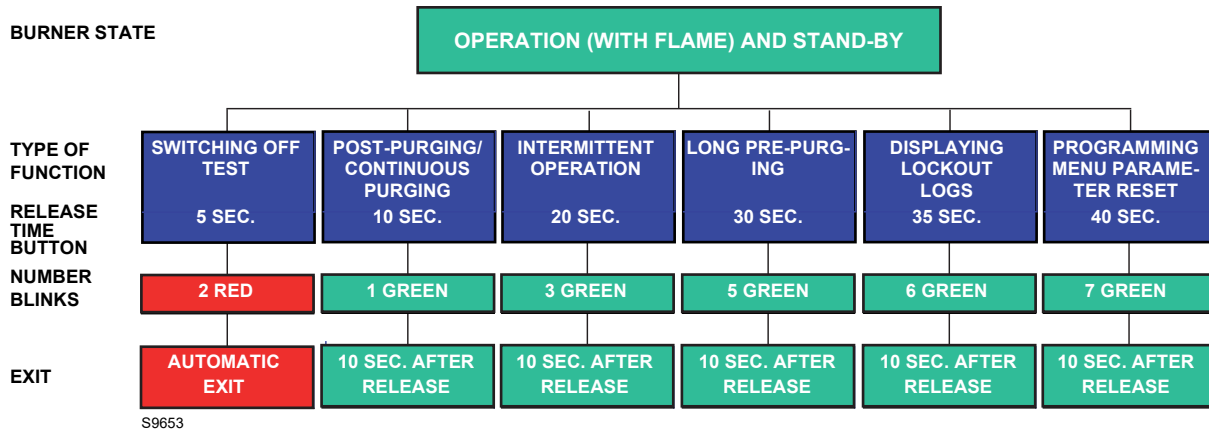 BURNER STATE
OPERATION (WITH FLAME) AND STAND-BY
TYPE OF
FUNCTION
SWITCHING OFF
TEST
POST-PURGING/
CONTINUOUS
PURGING
INTERMITTENT
OPERATION
LONG PRE-PURG-
ING
DISPLAYING
LOCKOUT
LOGS
PROGRAMMING
MENU PARAME-
TER RESET
RELEASE
TIME
BUTTON
5 SEC.
10 SEC.
20 SEC.
30 SEC.
35 SEC.
40 SEC.
NUMBER
BLINKS
2 RED
1 GREEN
3 GREEN
5 GREEN
6 GREEN
7 GREEN
EXIT
AUTOMATIC
EXIT
10 SEC. AFTER
RELEASE
10 SEC. AFTER
RELEASE
10 SEC. AFTER
RELEASE
10 SEC. AFTER
RELEASE
10 SEC. AFTER
RELEASE
S9653